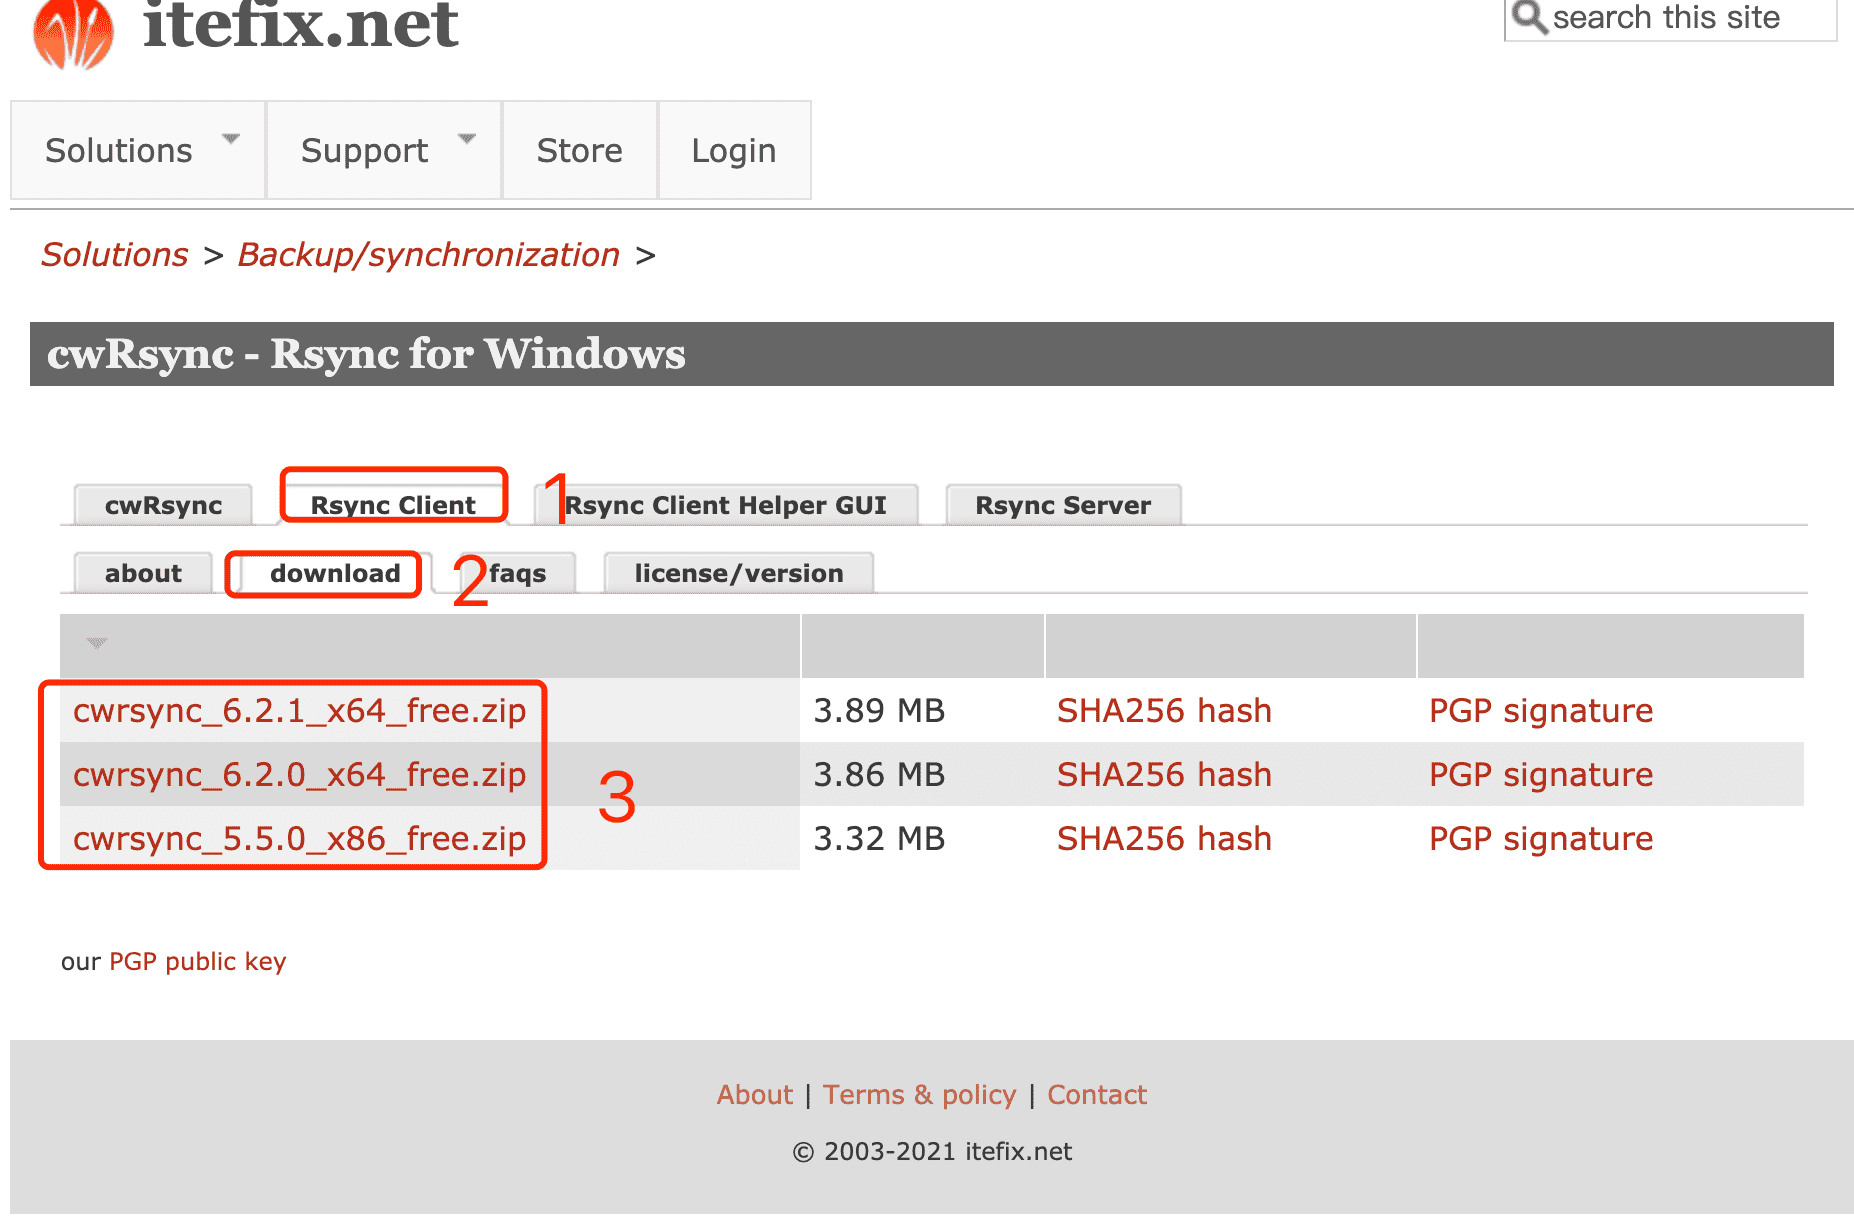 itefix.net
search this site
Solutions Support Store Login
Solutions > Backup/synchronization >
cwRsync - Rsync for Windows
cwRsync Rsync Client 1 Rsync Client Helper GUI Rsync Server
about download 2 faqs license/version
cwrsync_6.2.1_x64_free.zip 3.89 MB SHA256 hash PGP signature
cwrsync_6.2.0_x64_free.zip 3.86 MB SHA256 hash PGP signature
3
cwrsync_5.5.0_x86_free.zip 3.32 MB SHA256 hash PGP signature
our PGP public key
About | Terms & policy | Contact
© 2003-2021 itefix.net